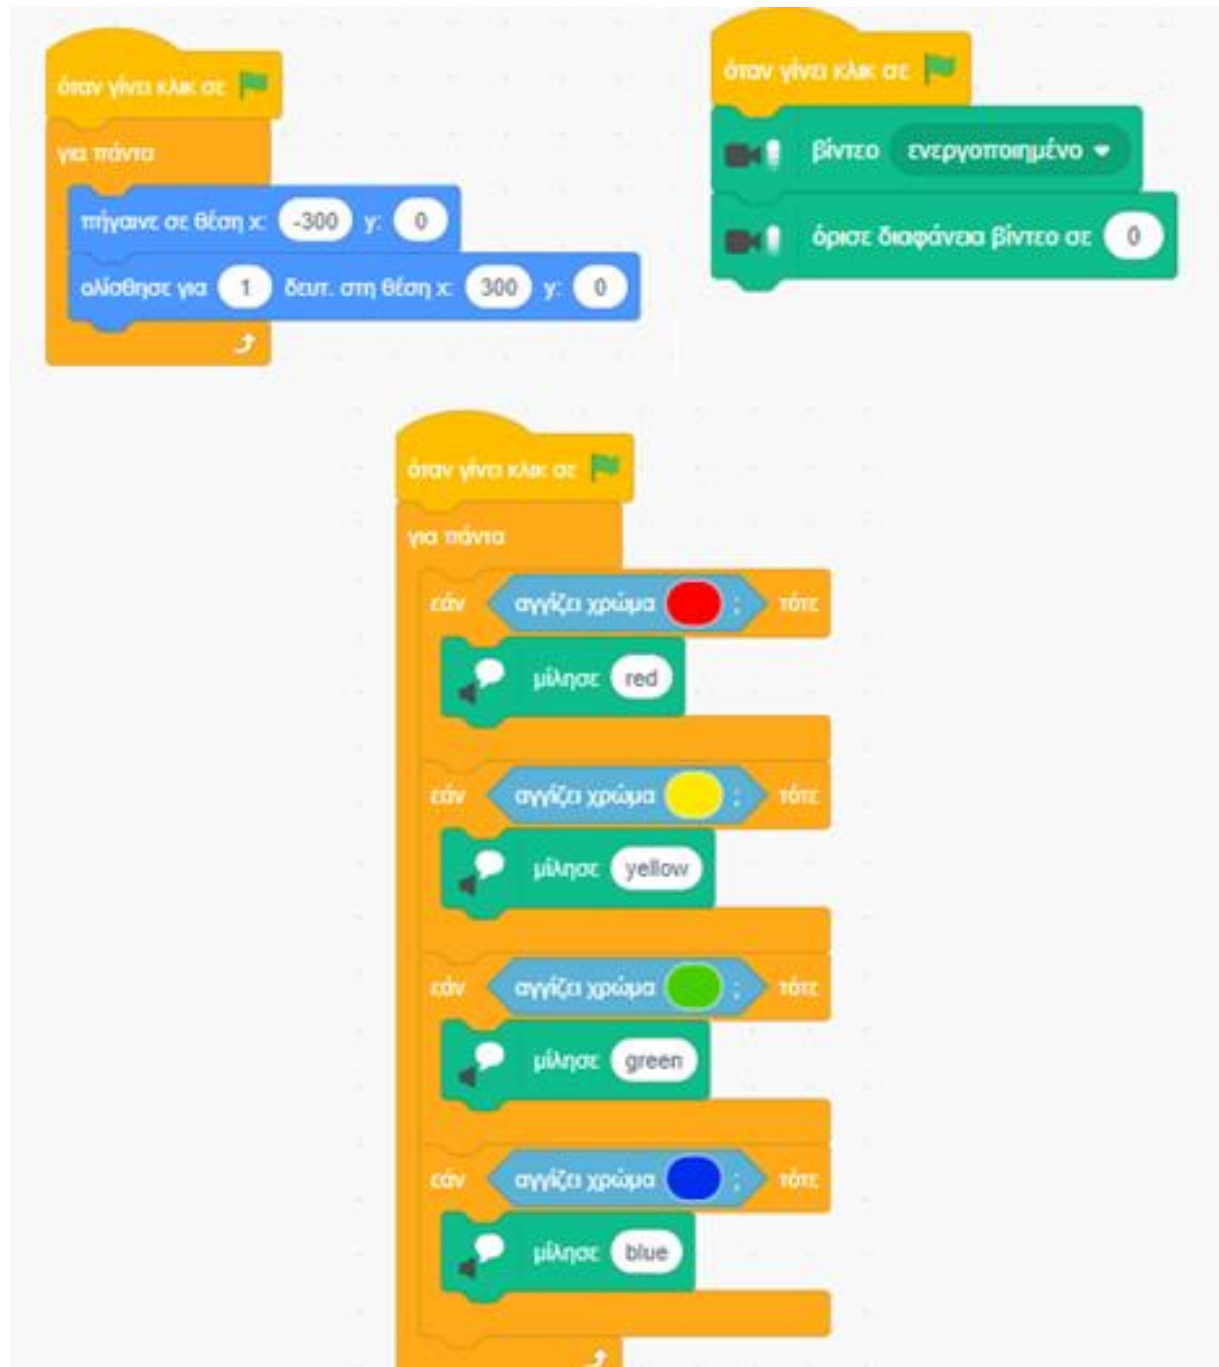 όταν γίνει κλικ σε
για πάντα
πήγαινε σε θέση x: -300 y: 0
ολίσθησε για 1 δευτ. στη θέση x: 300 y: 0
όταν γίνει κλικ σε
βίντεο ενεργοποιημένο
όρισε διαφάνεια βίντεο σε 0
όταν γίνει κλικ σε
για πάντα
εάν αγγίζει χρώμα ; τότε
μίλησε red
εάν αγγίζει χρώμα ; τότε
μίλησε yellow
εάν αγγίζει χρώμα ; τότε
μίλησε green
εάν αγγίζει χρώμα ; τότε
μίλησε blue